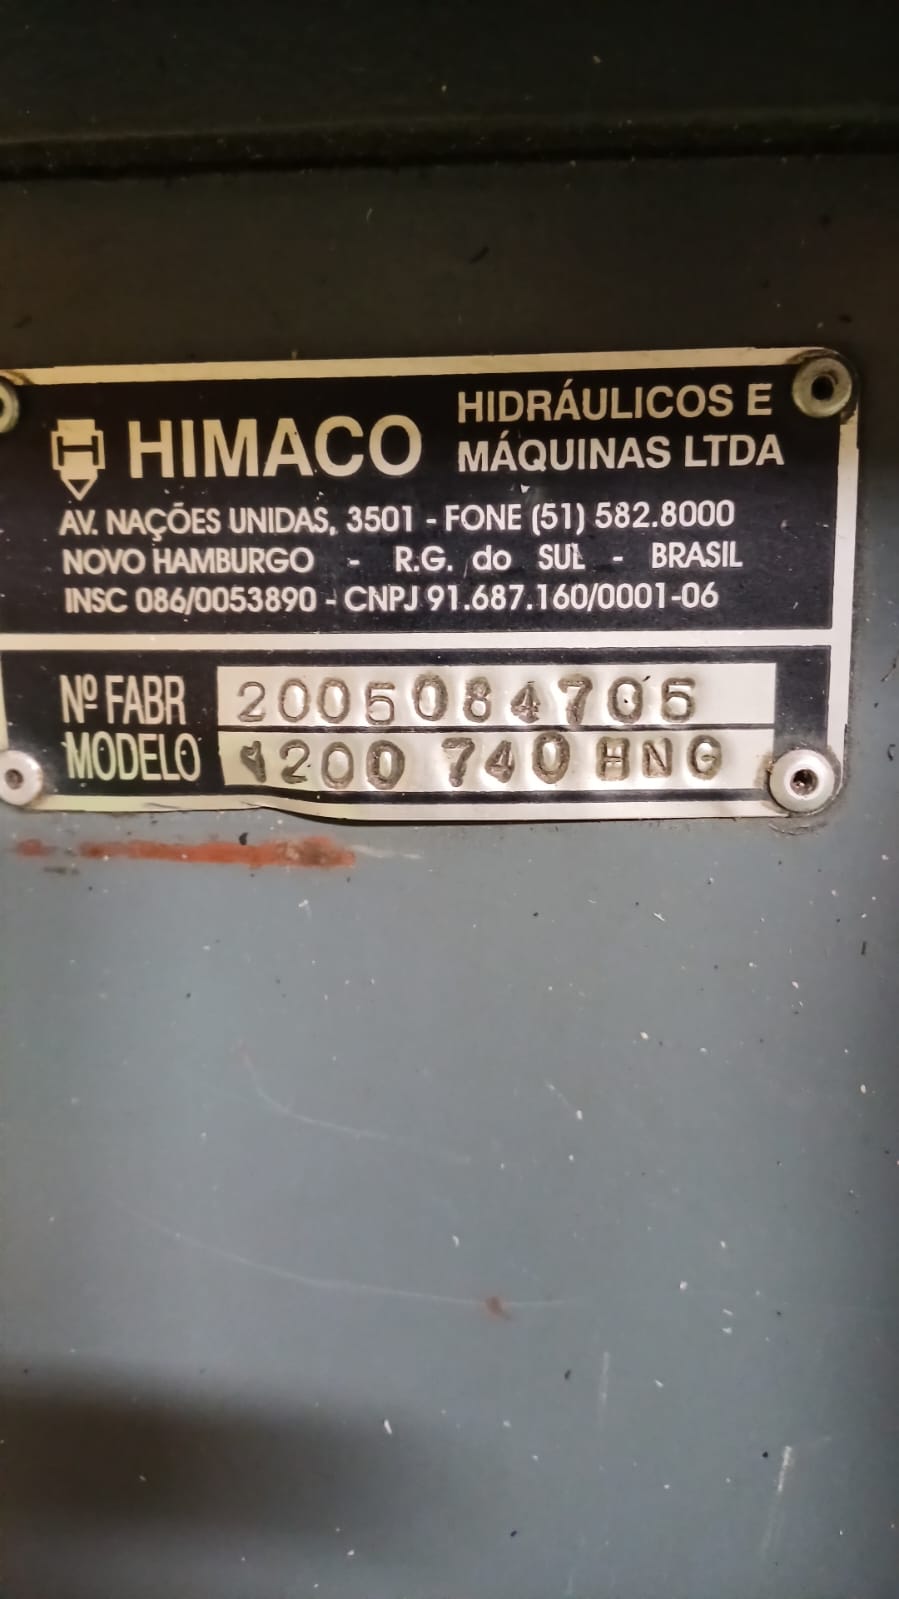 HIMACO HIDRÁULICOS E
MÁQUINAS LTDA
AV. NAÇÕES UNIDAS, 3501 - FONE (51) 582.8000
NOVO HAMBURGO - R.G. do SUL - BRASIL
INSC 086/0053890 - CNPJ 91.687.160/0001-06
Nº FABR 2005084705
MODELO 1200 740 HNG